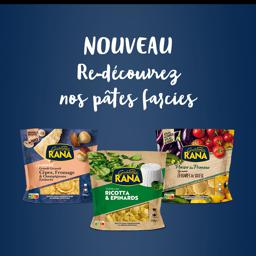 NOUVEAU
Re-découvrez
nos pâtes farcies
RANA
Cèpes, Fromage
& Champignons
RANA
RICOTTA
& EPINARDS
RANA